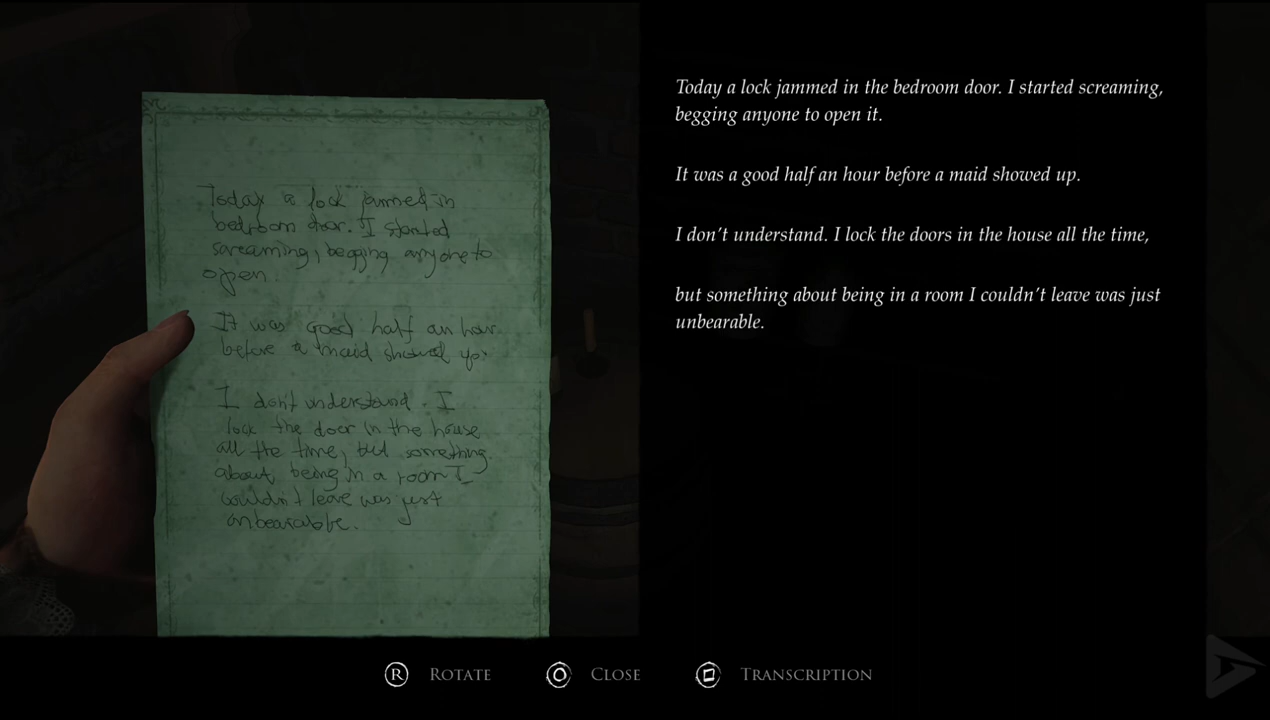 Today a lock jammed in
bedroom door. I started
screaming, begging anyone to
open.
It was good half an hour
before a maid showed up.
I don't understand. I
lock the door in the house
all the time, but something
about being in a room I
couldn't leave was just
unbearable.
Today a lock jammed in the bedroom door. I started screaming,
begging anyone to open it.
It was a good half an hour before a maid showed up.
I don't understand. I lock the doors in the house all the time,
but something about being in a room I couldn't leave was just
unbearable.
R ROTATE CLOSE TRANSCRIPTION